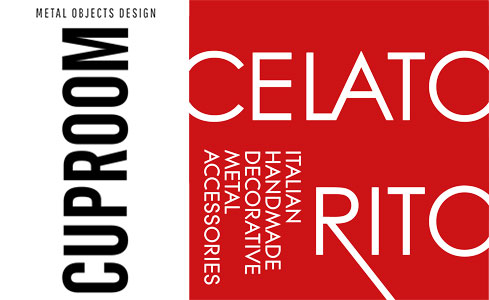 METAL OBJECTS DESIGN
CUPROOM
CELATO
RITO
ITALIAN
HANDMADE
DECORATIVE
METAL
ACCESSORIES